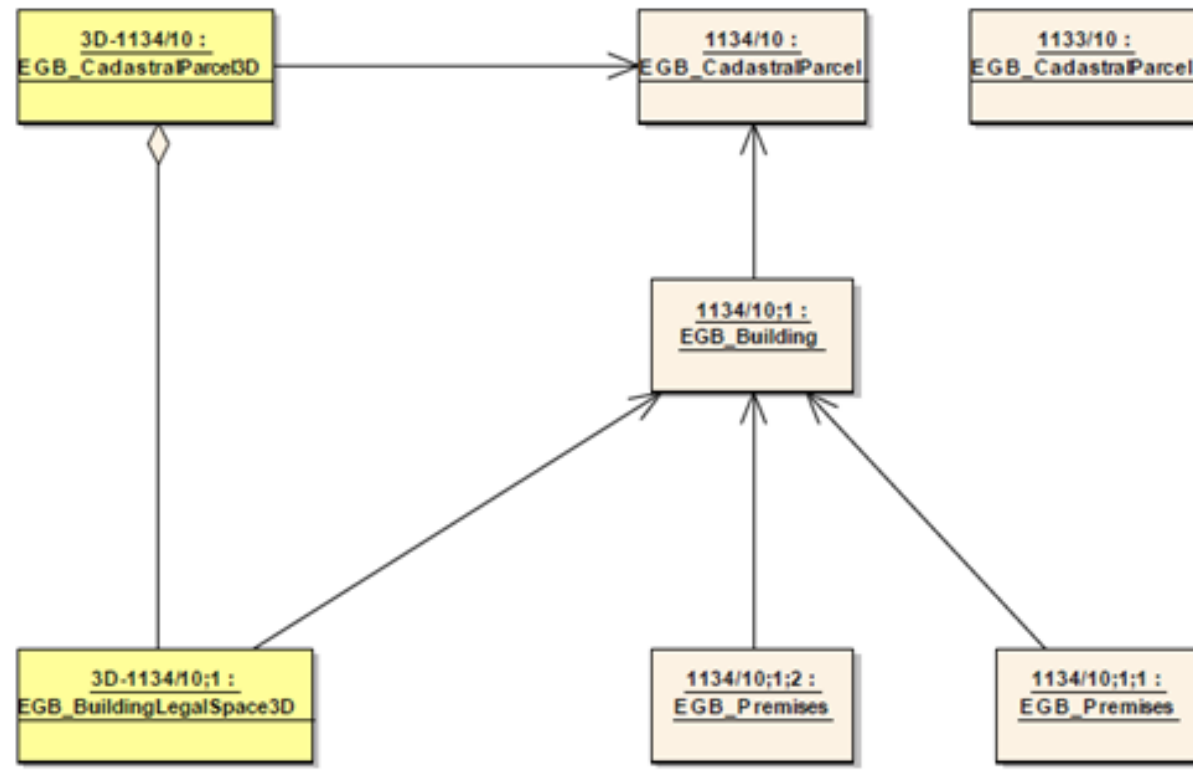 3D-1134/10 :
EGB_CadastralParcel3D
1134/10 :
EGB_CadastralParcel
1133/10 :
EGB_CadastralParcel
1134/10;1 :
EGB_Building
3D-1134/10;1 :
EGB_BuildingLegalSpace3D
1134/10;1;2 :
EGB_Premises
1134/10;1;1 :
EGB_Premises